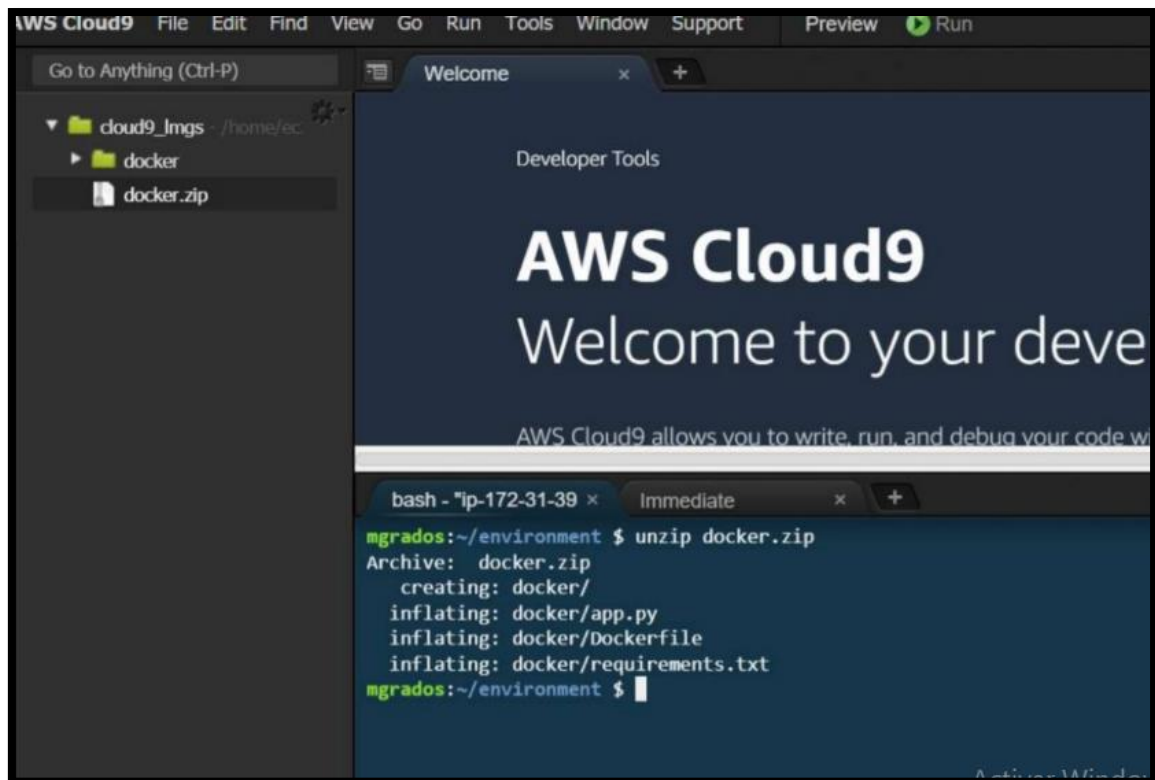 AWS Cloud9 File Edit Find View Go Run Tools Window Support Preview Run
Go to Anything (Ctrl-P)
Welcome × +
cloud9_lmgs - /home/ec
docker
docker.zip
Developer Tools
AWS Cloud9
Welcome to your deve
AWS Cloud9 allows you to write, run, and debug your code w
bash - "ip-172-31-39 × Immediate × +
mgrados:~/environment $ unzip docker.zip
Archive:  docker.zip
   creating: docker/
  inflating: docker/app.py
  inflating: docker/Dockerfile
  inflating: docker/requirements.txt
mgrados:~/environment $